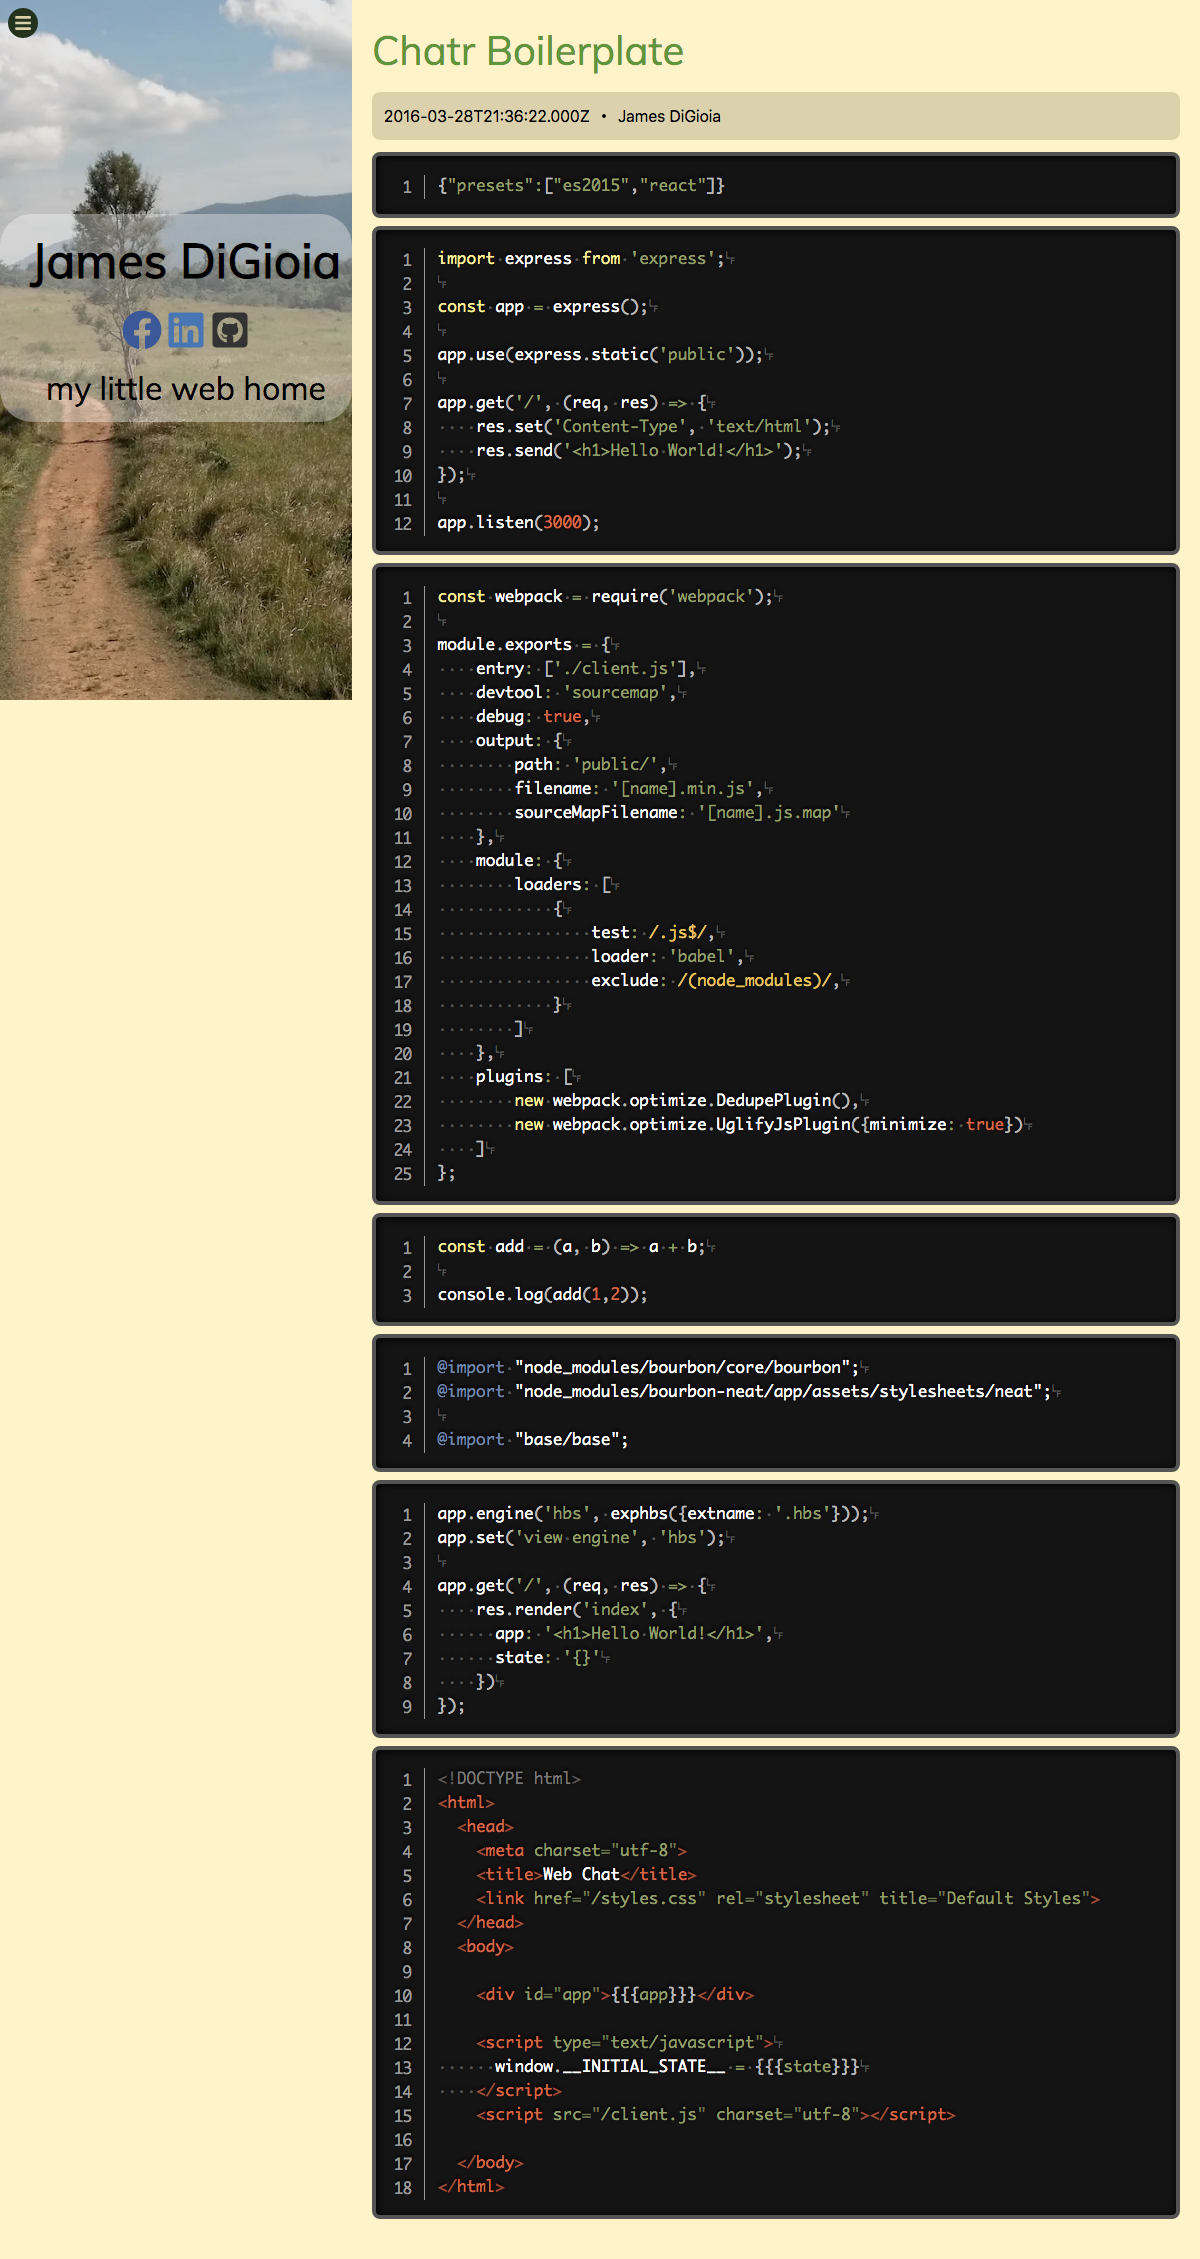 James DiGioia
my little web home
Chatr Boilerplate
2016-03-28T21:36:22.000Z • James DiGioia
1 {"presets":["es2015","react"]}
1 import express from 'express';
2
3 const app = express();
4
5 app.use(express.static('public'));
6
7 app.get('/', (req, res) => {
8     res.set('Content-Type', 'text/html');
9     res.send('<h1>Hello World!</h1>');
10 });
11
12 app.listen(3000);
1 const webpack = require('webpack');
2
3 module.exports = {
4     entry: ['./client.js'],
5     devtool: 'sourcemap',
6     debug: true,
7     output: {
8         path: 'public/',
9         filename: '[name].min.js',
10         sourceMapFilename: '[name].js.map'
11     },
12     module: {
13         loaders: [
14             {
15                 test: /.js$/,
16                 loader: 'babel',
17                 exclude: /(node_modules)/,
18             }
19         ]
20     },
21     plugins: [
22         new webpack.optimize.DedupePlugin(),
23         new webpack.optimize.UglifyJsPlugin({minimize: true})
24     ]
25 };
1 const add = (a, b) => a + b;
2
3 console.log(add(1,2));
1 @import "node_modules/bourbon/core/bourbon";
2 @import "node_modules/bourbon-neat/app/assets/stylesheets/neat";
3
4 @import "base/base";
1 app.engine('hbs', exphbs({extname: '.hbs'}));
2 app.set('view engine', 'hbs');
3
4 app.get('/', (req, res) => {
5     res.render('index', {
6       app: '<h1>Hello World!</h1>',
7       state: '{}'
8     })
9 });
1 <!DOCTYPE html>
2 <html>
3   <head>
4     <meta charset="utf-8">
5     <title>Web Chat</title>
6     <link href="/styles.css" rel="stylesheet" title="Default Styles">
7   </head>
8   <body>
9
10     <div id="app">{{{app}}}</div>
11
12     <script type="text/javascript">
13       window.__INITIAL_STATE__ = {{{state}}}
14     </script>
15     <script src="/client.js" charset="utf-8"></script>
16
17   </body>
18 </html>